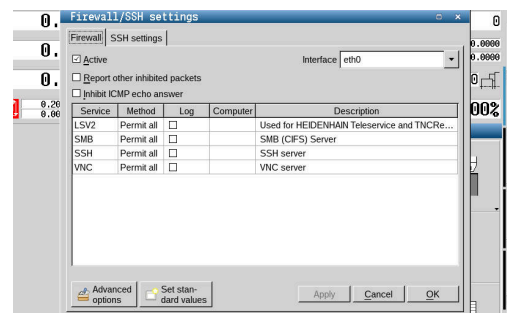 Firewall/SSH settings
0.
0
Firewall SSH settings
0.
Active
Interface eth0
0.0000
0.0000
0.
Report other inhibited packets
0
Inhibit ICMP echo answer
0.20
0.00
00%
Service Method Log Computer Description
LSV2 Permit all Used for HEIDENHAIN Teleservice and TNCRe...
SMB Permit all SMB (CIFS) Server
SSH Permit all SSH server
VNC Permit all VNC server
Advanced
options
Set stan-
dard values
Apply Cancel OK